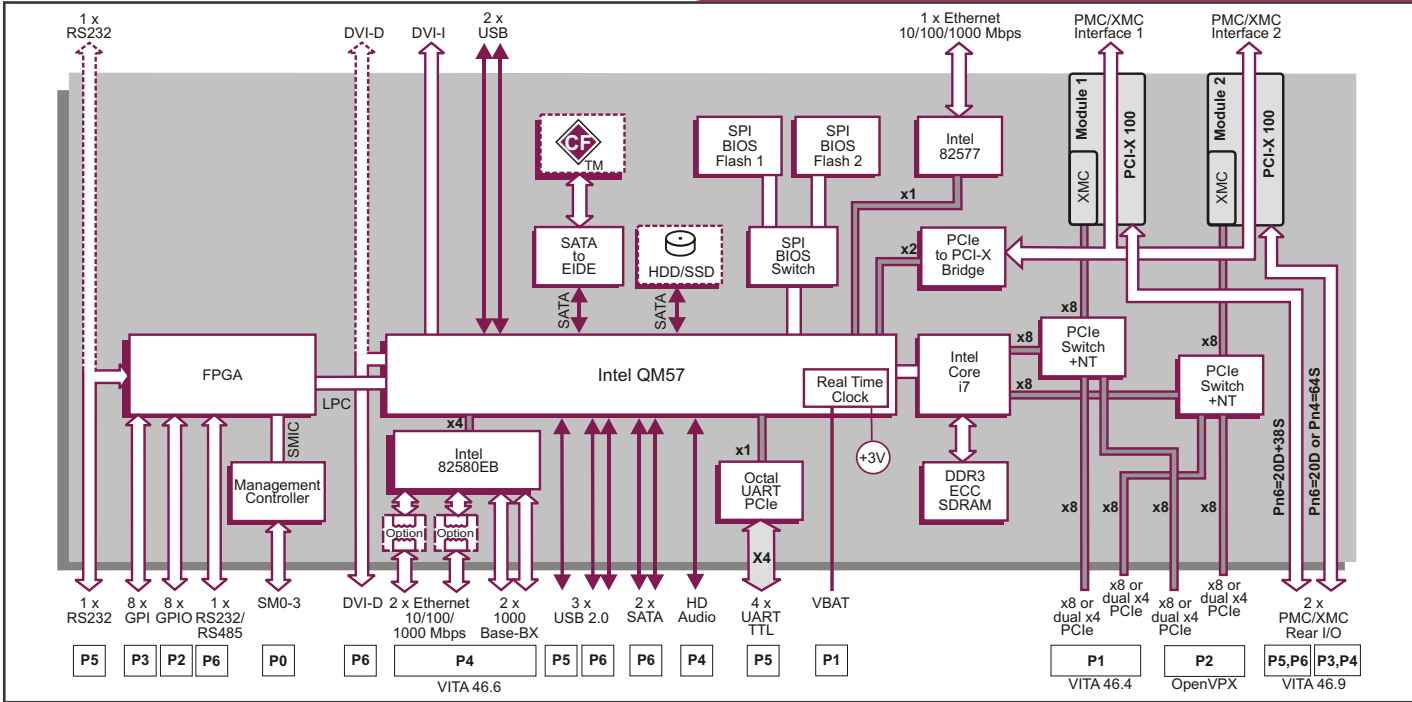 1 x
RS232
DVI-D
DVI-I
2 x
USB
1 x Ethernet
10/100/1000 Mbps
PMC/XMC
Interface 1
PMC/XMC
Interface 2
CF
TM
SPI
BIOS
Flash 1
SPI
BIOS
Flash 2
Intel
82577
Module 1
XMC
PCI-X 100
Module 2
XMC
PCI-X 100
x1
SATA
to
EIDE
HDD/SSD
SPI
BIOS
Switch
x2
PCIe
to PCI-X
Bridge
SATA
SATA
x8
x8
FPGA
LPC
Intel QM57
Real Time
Clock
+3V
Intel
Core
i7
x8
x8
PCIe
Switch
+NT
PCIe
Switch
+NT
SMIC
Management
Controller
x4
Intel
82580EB
Option
Option
x1
Octal
UART
PCIe
X4
DDR3
ECC
SDRAM
x8
x8
x8
x8
Pn6=20D+38S
Pn6=20D or Pn4=64S
1 x
RS232
8 x
GPI
8 x
GPIO
1 x
RS232/
RS485
SM0-3
DVI-D
2 x Ethernet
10/100/
1000 Mbps
2 x
1000
Base-BX
3 x
USB 2.0
2 x
SATA
HD
Audio
4 x
UART
TTL
VBAT
x8 or
dual x4
PCIe
x8 or
dual x4
PCIe
x8 or
dual x4
PCIe
x8 or
dual x4
PCIe
2 x
PMC/XMC
Rear I/O
P5
P3
P2
P6
P0
P6
P4
P5
P6
P6
P4
P5
P1
P1
P2
P5,P6
P3,P4
VITA 46.6
VITA 46.4
OpenVPX
VITA 46.9